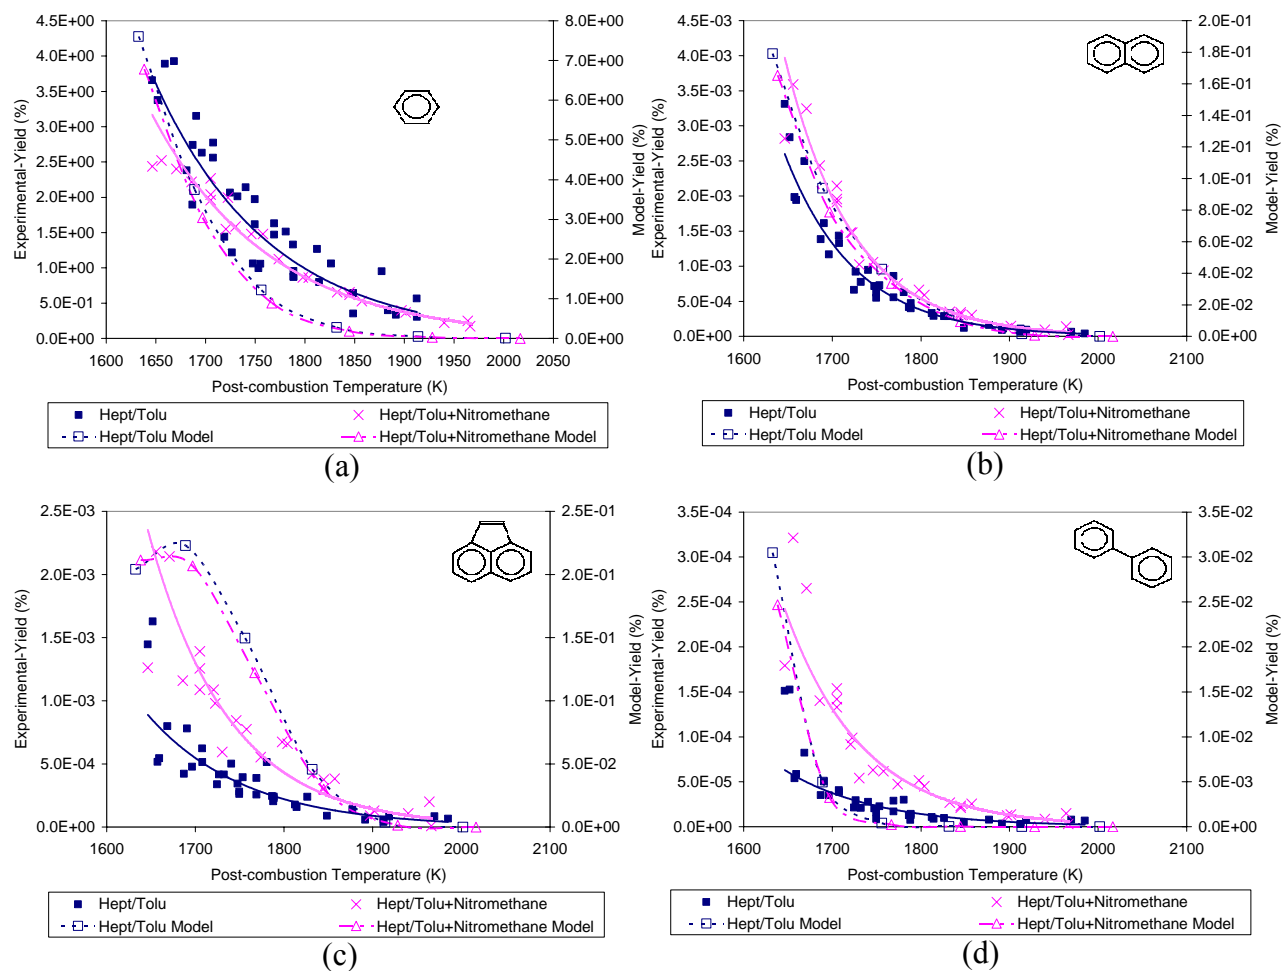 4.5E+00
4.0E+00
3.5E+00
3.0E+00
2.5E+00
2.0E+00
1.5E+00
1.0E+00
5.0E-01
0.0E+00
Experimental-Yield (%)
8.0E+00
7.0E+00
6.0E+00
5.0E+00
4.0E+00
3.0E+00
2.0E+00
1.0E+00
0.0E+00
Model-Yield (%)
1600 1650 1700 1750 1800 1850 1900 1950 2000 2050
Post-combustion Temperature (K)
Hept/Tolu Hept/Tolu+Nitromethane
Hept/Tolu Model Hept/Tolu+Nitromethane Model
(a)
4.5E-03
4.0E-03
3.5E-03
3.0E-03
2.5E-03
2.0E-03
1.5E-03
1.0E-03
5.0E-04
0.0E+00
Experimental-Yield (%)
2.0E-01
1.8E-01
1.6E-01
1.4E-01
1.2E-01
1.0E-01
8.0E-02
6.0E-02
4.0E-02
2.0E-02
0.0E+00
Model-Yield (%)
1600 1700 1800 1900 2000 2100
Post-combustion Temperature (K)
Hept/Tolu Hept/Tolu+Nitromethane
Hept/Tolu Model Hept/Tolu+Nitromethane Model
(b)
2.5E-03
2.0E-03
1.5E-03
1.0E-03
5.0E-04
0.0E+00
Experimental-Yield (%)
2.5E-01
2.0E-01
1.5E-01
1.0E-01
5.0E-02
0.0E+00
Model-Yield (%)
1600 1700 1800 1900 2000 2100
Post-combustion Temperature (K)
Hept/Tolu Hept/Tolu+Nitromethane
Hept/Tolu Model Hept/Tolu+Nitromethane Model
(c)
3.5E-04
3.0E-04
2.5E-04
2.0E-04
1.5E-04
1.0E-04
5.0E-05
0.0E+00
Experimental-Yield (%)
3.5E-02
3.0E-02
2.5E-02
2.0E-02
1.5E-02
1.0E-02
5.0E-03
0.0E+00
Model-Yield (%)
1600 1700 1800 1900 2000 2100
Post-combustion Temperature (K)
Hept/Tolu Hept/Tolu+Nitromethane
Hept/Tolu Model Hept/Tolu+Nitromethane Model
(d)